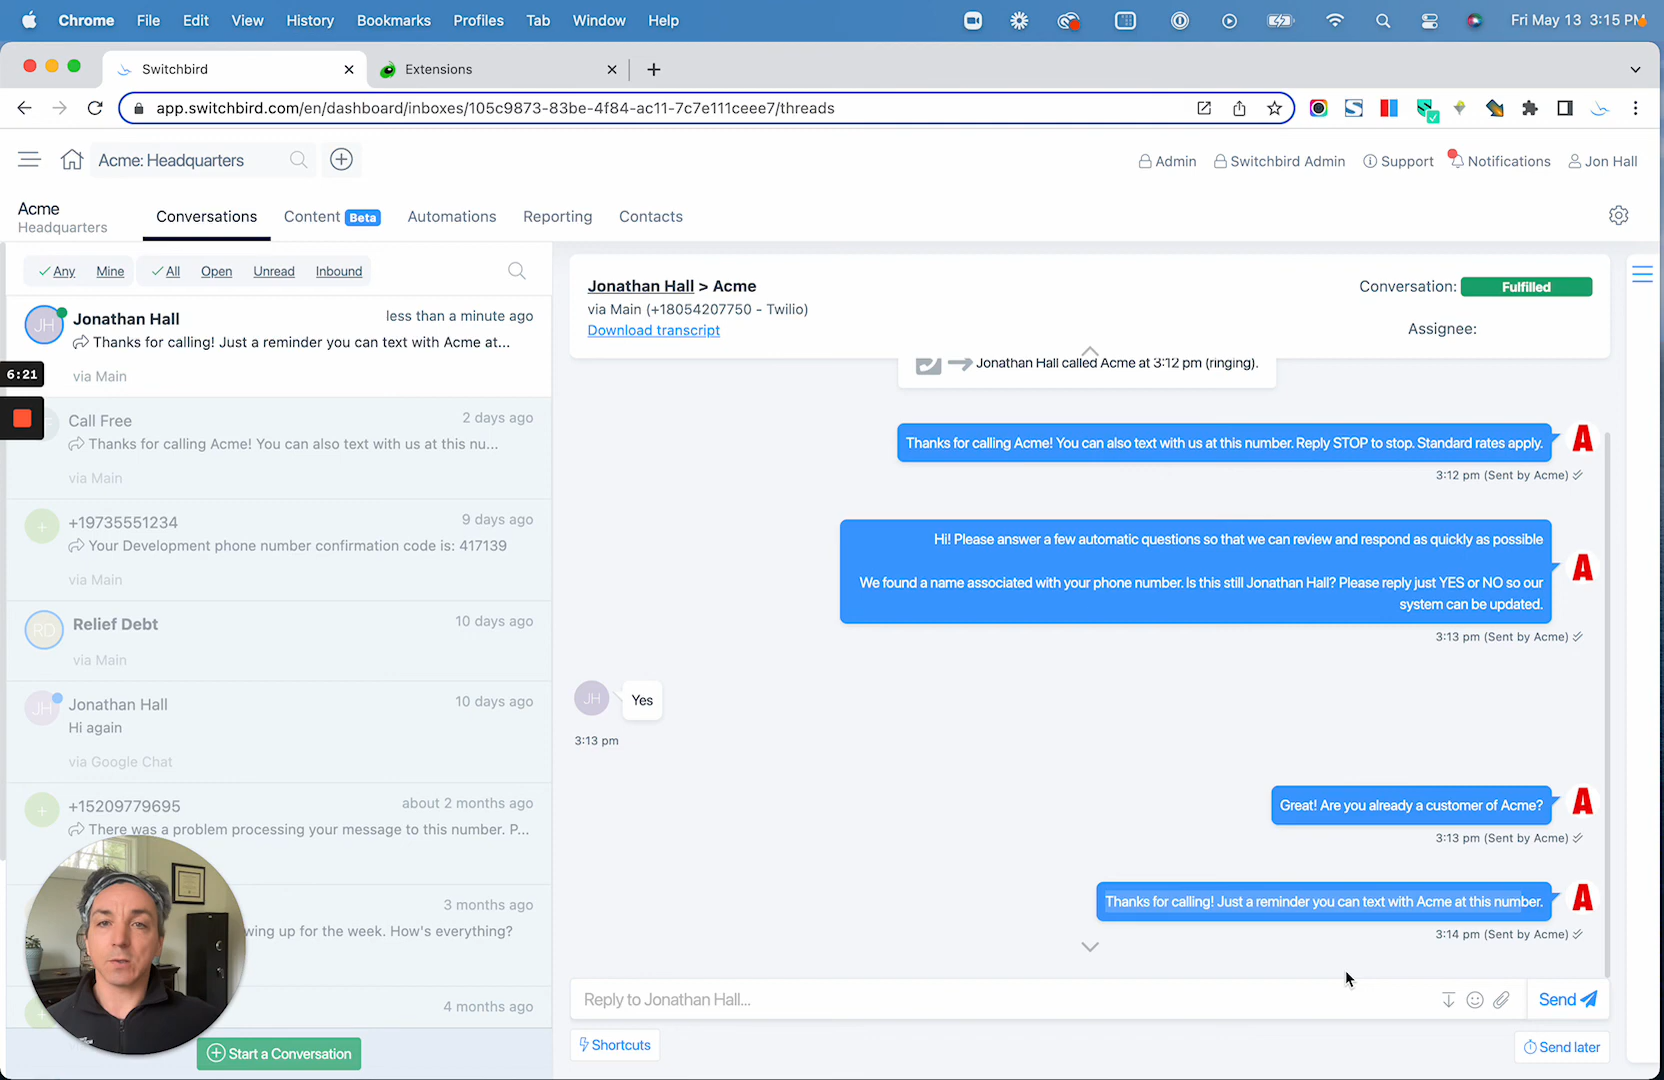 Chrome File Edit View History Bookmarks Profiles Tab Window Help Fri May 13 3:15 PM
Switchbird Extensions
app.switchbird.com/en/dashboard/inboxes/105c9873-83be-4f84-ac11-7c7e111ceee7/threads
Acme: Headquarters Admin Switchbird Admin Support Notifications Jon Hall
Acme
Headquarters
Conversations Content Beta Automations Reporting Contacts
Any Mine All Open Unread Inbound
Jonathan Hall less than a minute ago
Thanks for calling! Just a reminder you can text with Acme at...
via Main
6:21
Call Free 2 days ago
Thanks for calling Acme! You can also text with us at this nu...
via Main
+19735551234 9 days ago
Your Development phone number confirmation code is: 417139
via Main
RD Relief Debt 10 days ago
via Main
JH Jonathan Hall 10 days ago
Hi again
via Google Chat
+15209779695 about 2 months ago
There was a problem processing your message to this number. P...
3 months ago
wing up for the week. How's everything?
4 months ago
Start a Conversation
Jonathan Hall > Acme
via Main (+18054207750 - Twilio)
Download transcript
Conversation: Fulfilled
Assignee:
Jonathan Hall called Acme at 3:12 pm (ringing).
Thanks for calling Acme! You can also text with us at this number. Reply STOP to stop. Standard rates apply.
A
3:12 pm (Sent by Acme)
Hi! Please answer a few automatic questions so that we can review and respond as quickly as possible
We found a name associated with your phone number. Is this still Jonathan Hall? Please reply just YES or NO so our
system can be updated.
A
3:13 pm (Sent by Acme)
JH Yes
3:13 pm
Great! Are you already a customer of Acme?
A
3:13 pm (Sent by Acme)
Thanks for calling! Just a reminder you can text with Acme at this number.
A
3:14 pm (Sent by Acme)
Reply to Jonathan Hall... Send
Shortcuts Send later